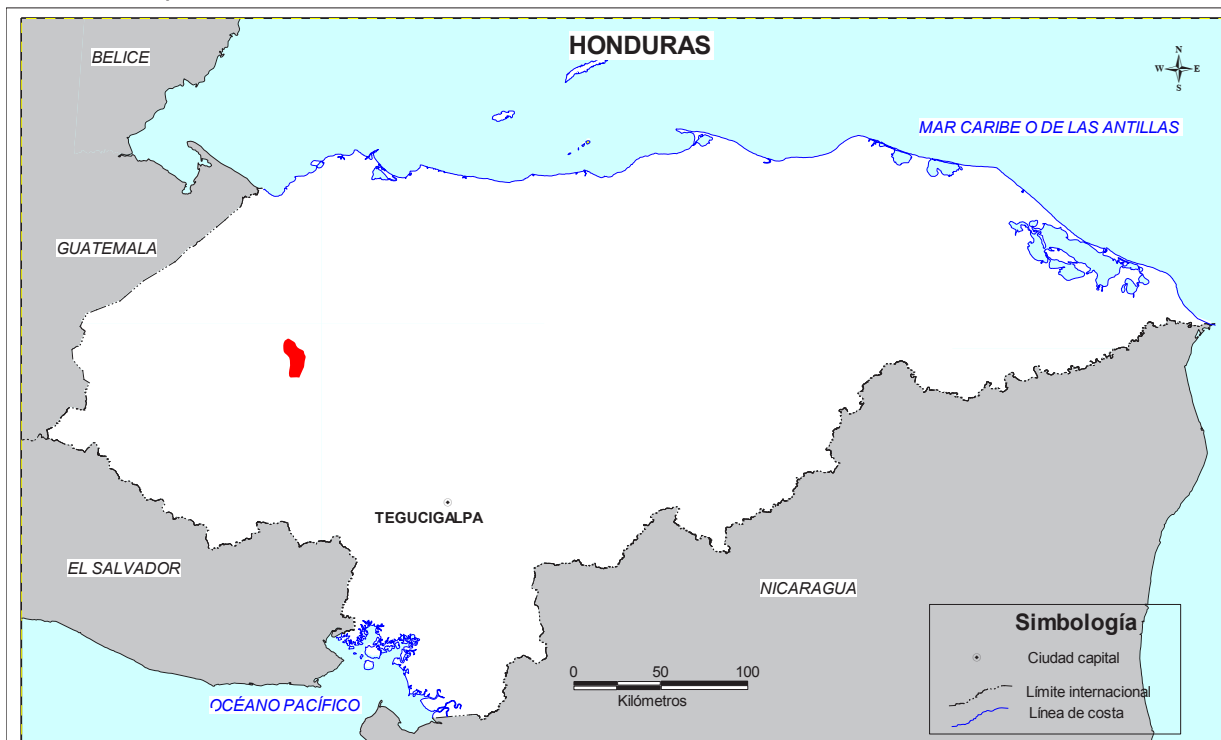 HONDURAS
BELICE
N
W E
S
MAR CARIBE O DE LAS ANTILLAS
GUATEMALA
TEGUCIGALPA
EL SALVADOR
NICARAGUA
OCÉANO PACÍFICO
0 50 100
Kilómetros
Simbología
Ciudad capital
Límite internacional
Línea de costa